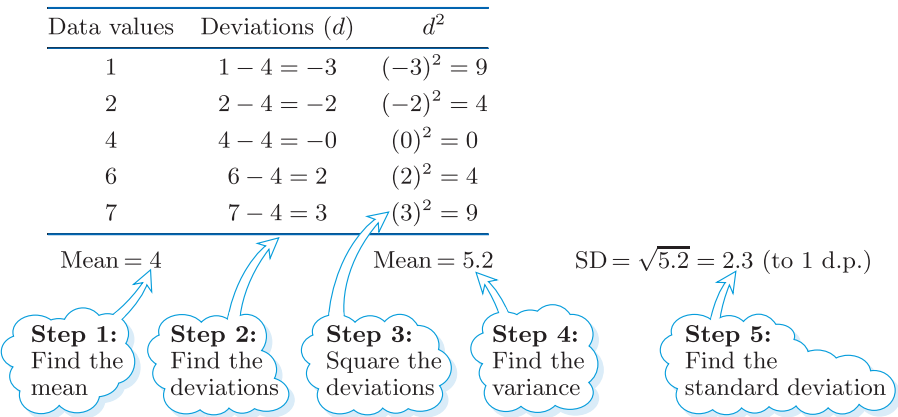 Data values Deviations (d) d²
1 1 − 4 = −3 (−3)² = 9
2 2 − 4 = −2 (−2)² = 4
4 4 − 4 = −0 (0)² = 0
6 6 − 4 = 2 (2)² = 4
7 7 − 4 = 3 (3)² = 9
Mean = 4 Mean = 5.2 SD = √5.2 = 2.3 (to 1 d.p.)
Step 1:
Find the
mean
Step 2:
Find the
deviations
Step 3:
Square the
deviations
Step 4:
Find the
variance
Step 5:
Find the
standard deviation